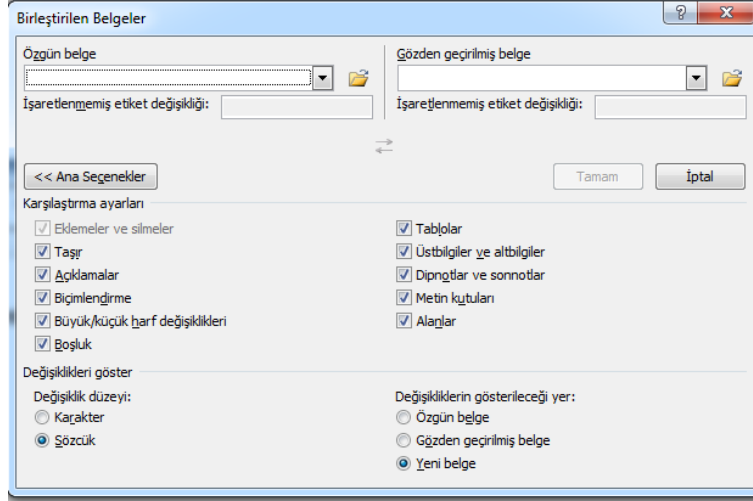 Birleştirilen Belgeler
Özgün belge
Gözden geçirilmiş belge
İşaretlenmemiş etiket değişikliği:
İşaretlenmemiş etiket değişikliği:
<< Ana Seçenekler
Tamam
İptal
Karşılaştırma ayarları
Eklemeler ve silmeler
Taşır
Açıklamalar
Biçimlendirme
Büyük/küçük harf değişiklikleri
Boşluk
Tablolar
Üstbilgiler ve altbilgiler
Dipnotlar ve sonnotlar
Metin kutuları
Alanlar
Değişiklikleri göster
Değişiklik düzeyi:
Karakter
Sözcük
Değişikliklerin gösterileceği yer:
Özgün belge
Gözden geçirilmiş belge
Yeni belge